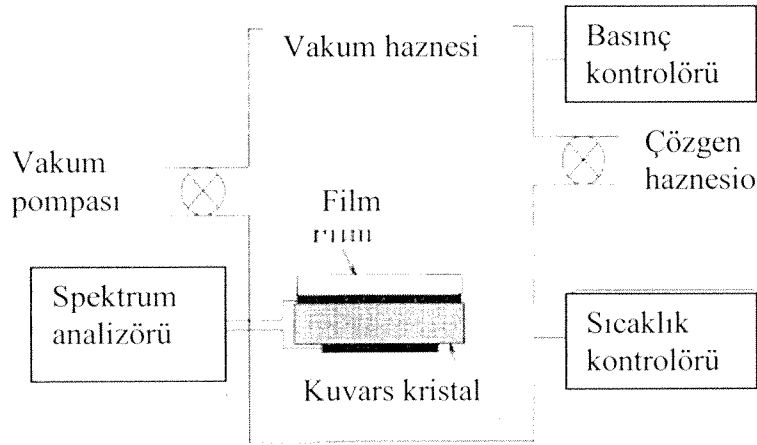 Vakum haznesi
Basınç
kontrolörü
Vakum
pompası
Çözgen
haznesio
Film
Spektrum
analizörü
Sıcaklık
kontrolörü
Kuvars kristal